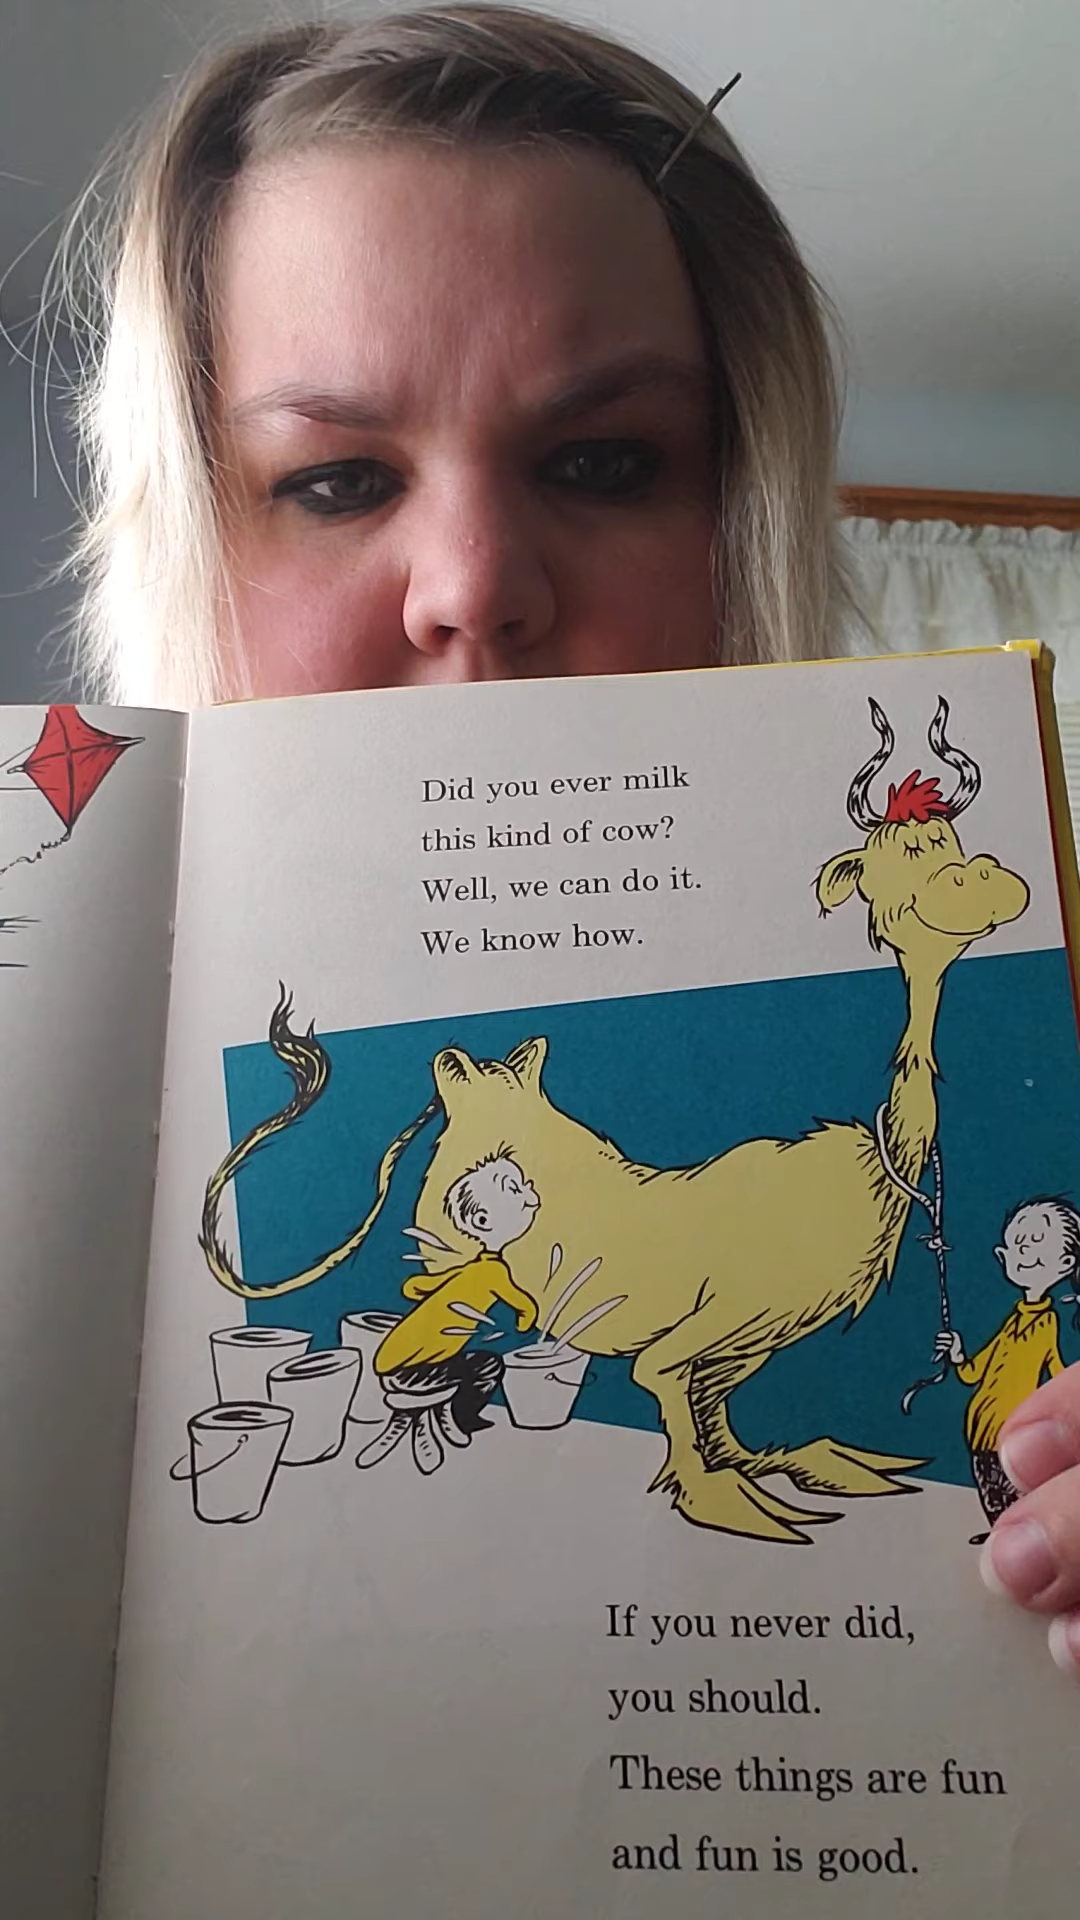 Did you ever milk
this kind of cow?
Well, we can do it.
We know how.
If you never did,
you should.
These things are fun
and fun is good.